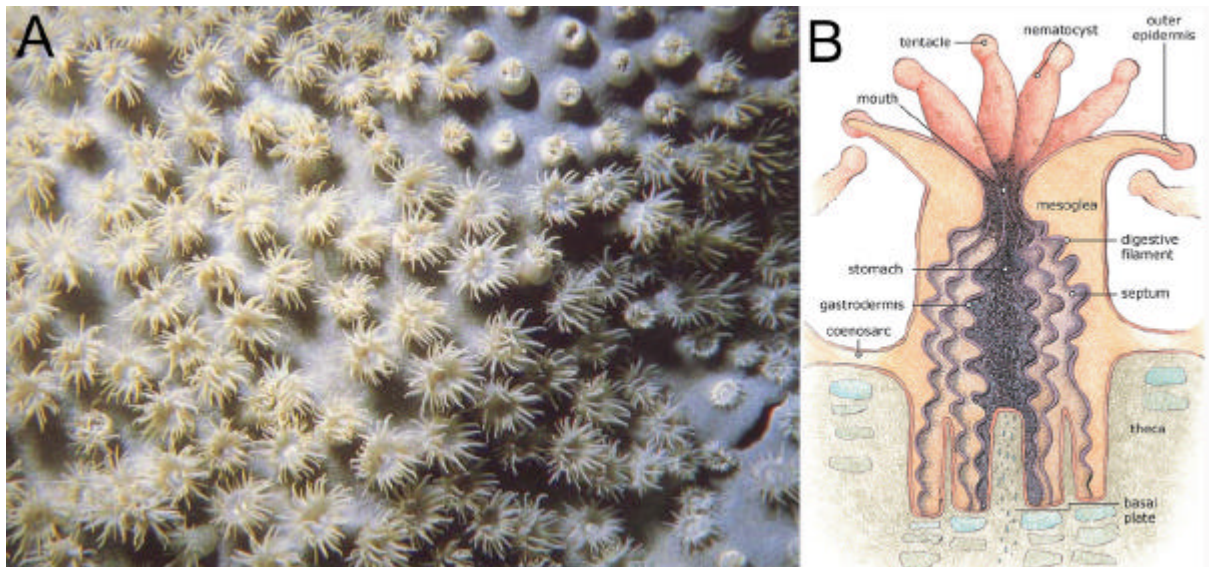 A
B
outer
epidermis
nematocyst
tentacle
mouth
mesoglea
digestive
filament
stomach
septum
gastrodermis
coenosarc
theca
basal
plate